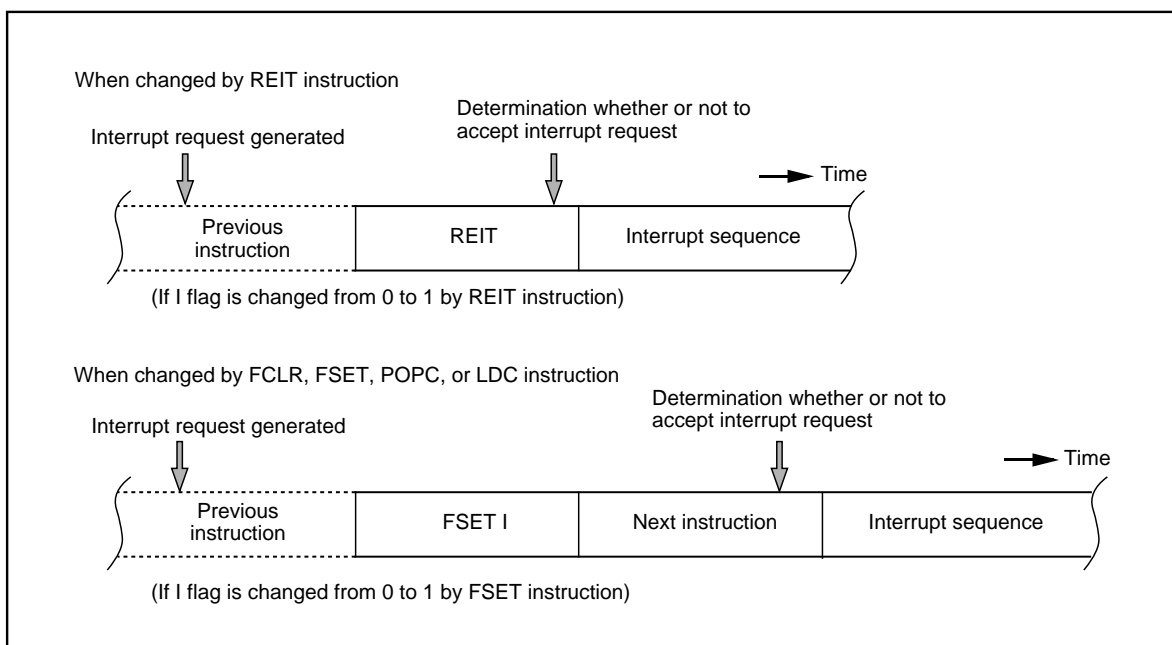 When changed by REIT instruction
Determination whether or not to
accept interrupt request
Interrupt request generated
Time
Previous
instruction
REIT
Interrupt sequence
(If I flag is changed from 0 to 1 by REIT instruction)
When changed by FCLR, FSET, POPC, or LDC instruction
Determination whether or not to
accept interrupt request
Interrupt request generated
Time
Previous
instruction
FSET I
Next instruction
Interrupt sequence
(If I flag is changed from 0 to 1 by FSET instruction)